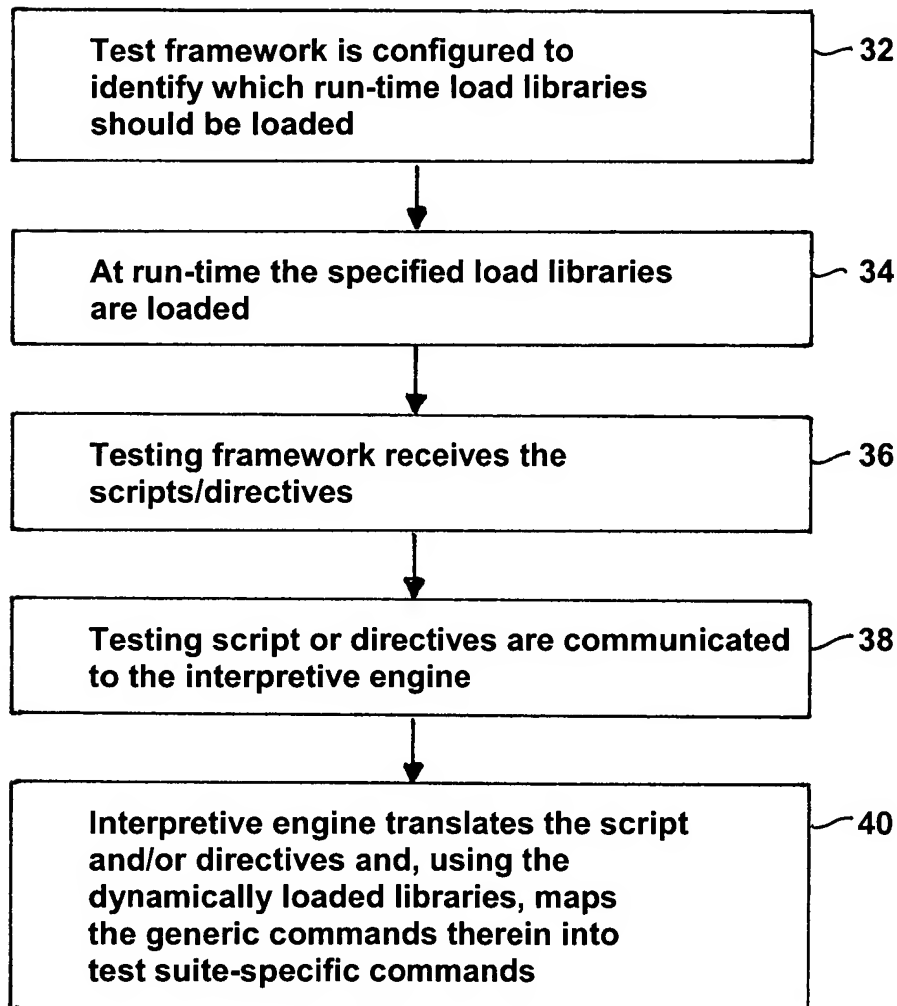 Test framework is configured to
identify which run-time load libraries
should be loaded
32
At run-time the specified load libraries
are loaded
34
Testing framework receives the
scripts/directives
36
Testing script or directives are communicated
to the interpretive engine
38
Interpretive engine translates the script
and/or directives and, using the
dynamically loaded libraries, maps
the generic commands therein into
test suite-specific commands
40